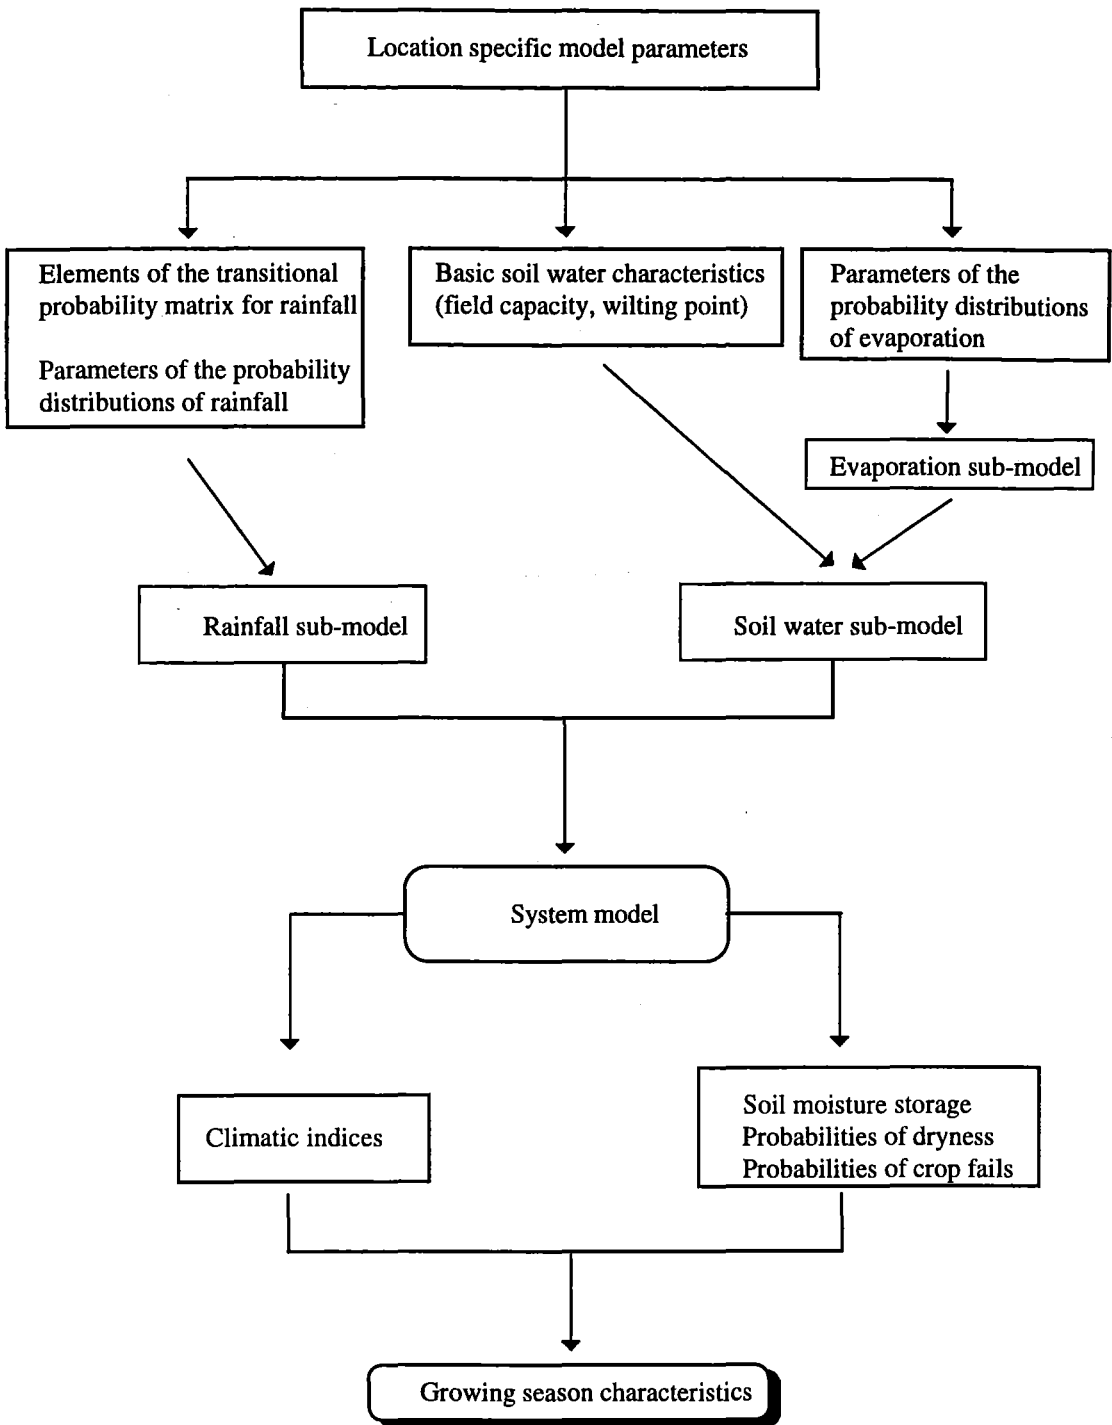 Location specific model parameters
Elements of the transitional
probability matrix for rainfall
Parameters of the probability
distributions of rainfall
Basic soil water characteristics
(field capacity, wilting point)
Parameters of the
probability distributions
of evaporation
Evaporation sub-model
Rainfall sub-model
Soil water sub-model
System model
Climatic indices
Soil moisture storage
Probabilities of dryness
Probabilities of crop fails
Growing season characteristics